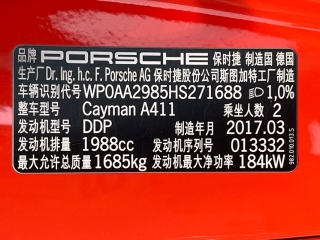 品牌 PORSCHE 保时捷 制造国 德国
生产厂 Dr. Ing. h.c. F. Porsche AG 保时捷股份公司斯图加特工厂制造
车辆识别代号 WP0AA2985HS271688 1,0%
整车型号 Cayman A411 乘坐人数 2
发动机型号 DDP 制造年月 2017.03
发动机排量 1988cc 发动机序列号 013332
最大允许总质量 1685kg 发动机最大净功率 184kW
982.010.973.S